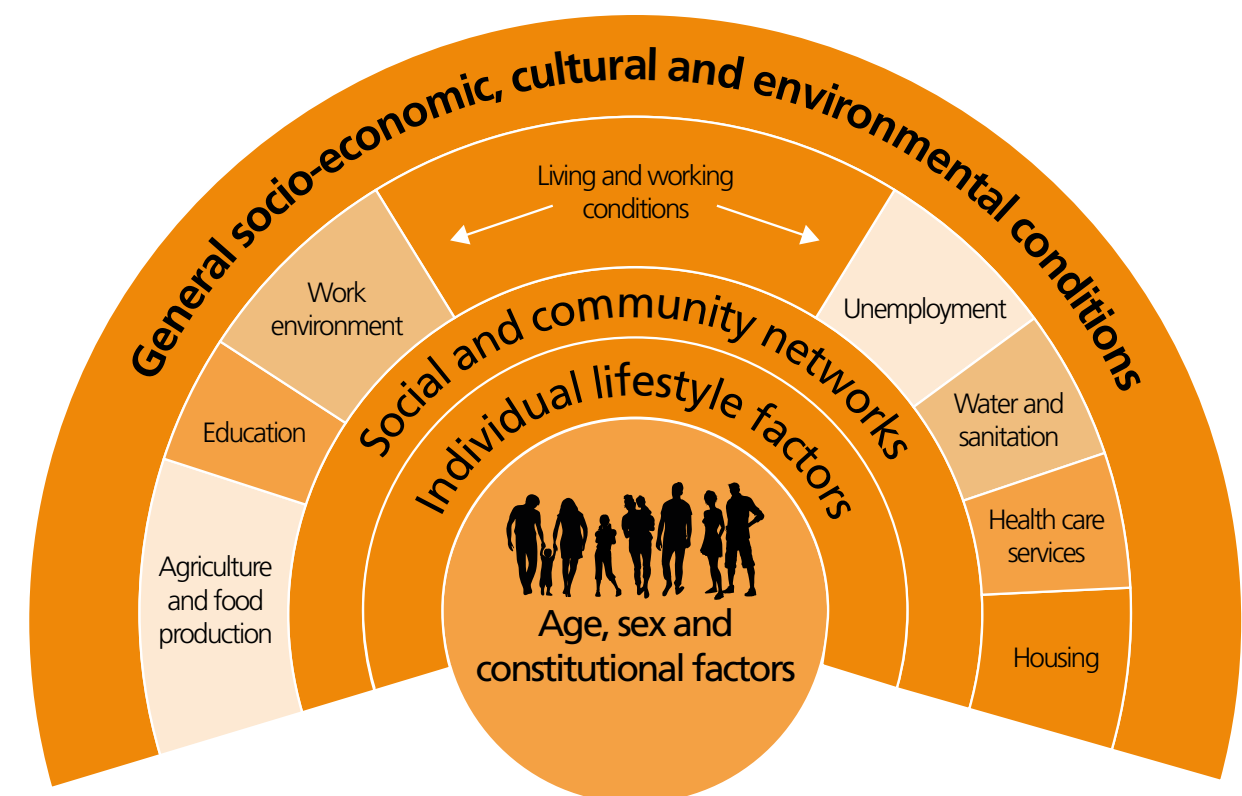 General socio-economic, cultural and environmental conditions
Living and working
conditions
Work
environment
Unemployment
Education
Water and
sanitation
Agriculture
and food
production
Health care
services
Housing
Social and community networks
Individual lifestyle factors
Age, sex and
constitutional factors